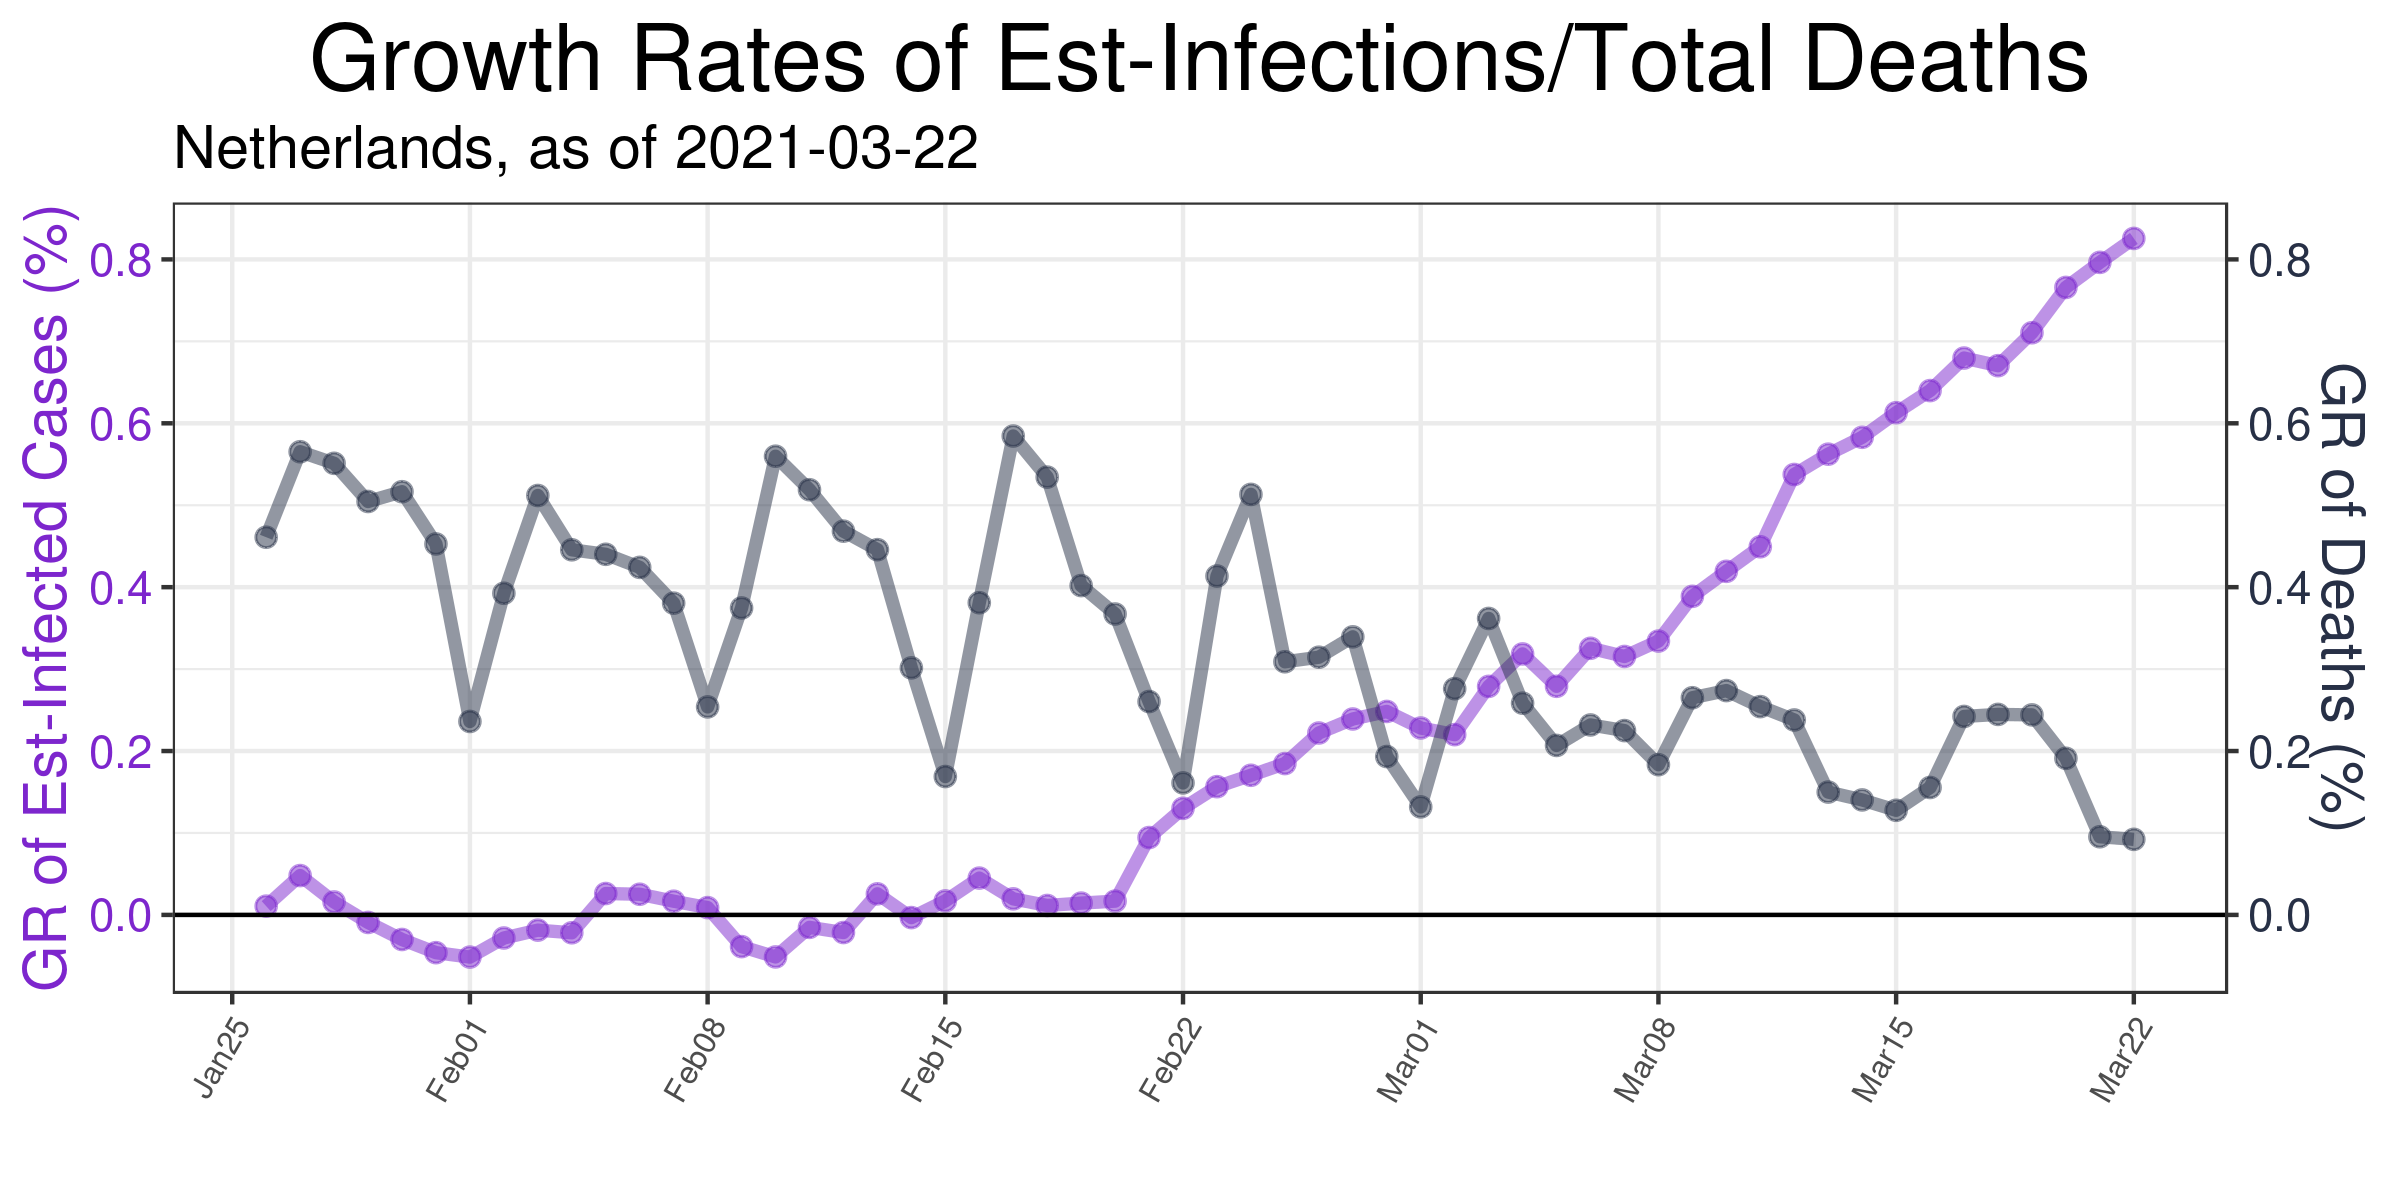 Growth Rates of Est-Infections/Total Deaths
Netherlands, as of 2021-03-22
GR of Est-Infected Cases (%)
0.8
0.6
0.4
0.2
0.0
0.8
0.6
0.4
0.2
0.0
GR of Deaths (%)
Jan25
Feb01
Feb08
Feb15
Feb22
Mar01
Mar08
Mar15
Mar22